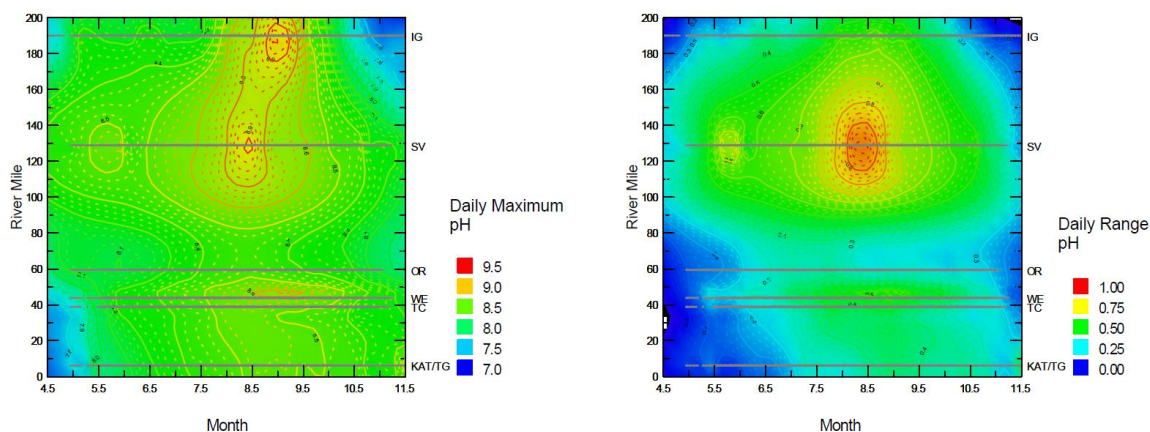 200
180
160
140
120
100
80
60
40
20
0
River Mile
4.5 5.5 6.5 7.5 8.5 9.5 10.5 11.5
Month
IG
SV
OR
WE
TC
KAT/TG
Daily Maximum
pH
9.5
9.0
8.5
8.0
7.5
7.0
200
180
160
140
120
100
80
60
40
20
0
River Mile
4.5 5.5 6.5 7.5 8.5 9.5 10.5 11.5
Month
IG
SV
OR
WE
TC
KAT/TG
Daily Range
pH
1.00
0.75
0.50
0.25
0.00